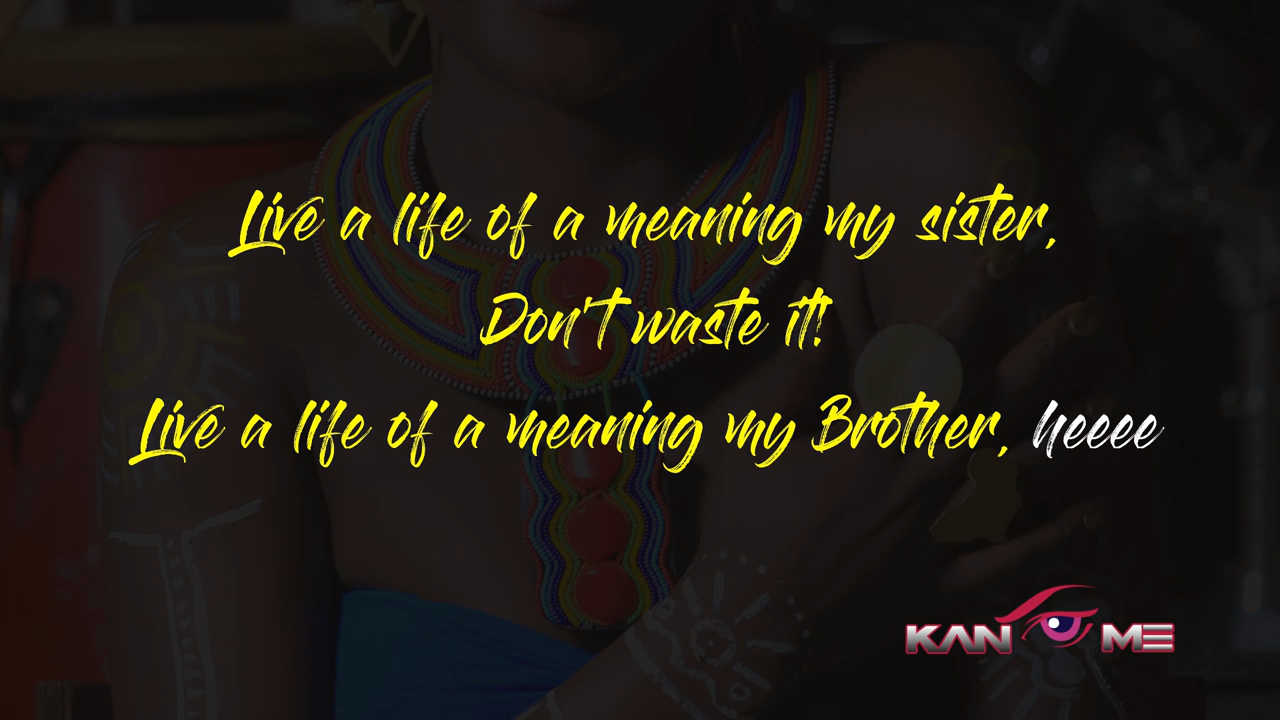 Live a life of a meaning my sister,
Don't waste it!
Live a life of a meaning my Brother, heeee
KAN ME